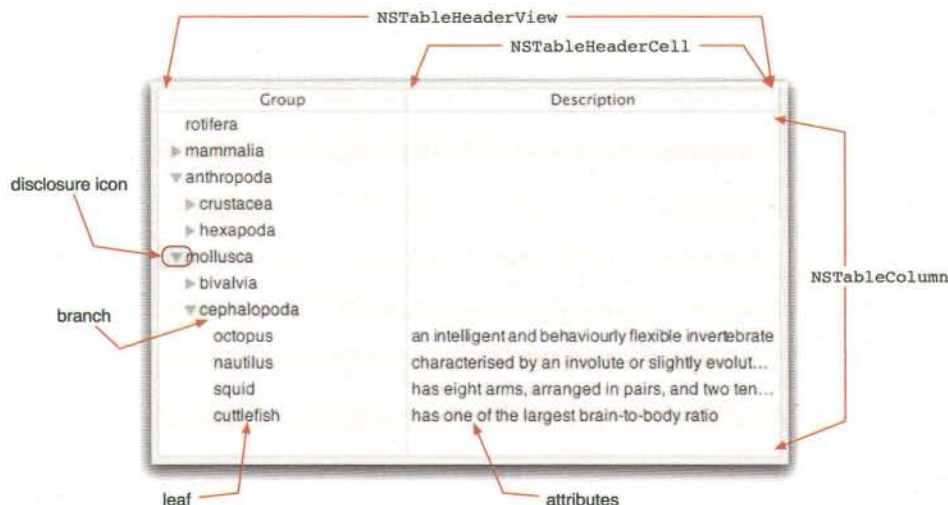 NSTableHeaderView
NSTableHeaderCell
Group Description
rotifera
mammalia
anthropoda
disclosure icon
crustacea
hexapoda
mollusca
NSTableColumn
bivalvia
branch
cephalopoda
octopus an intelligent and behaviourly flexible invertebrate
nautilus characterised by an involute or slightly evolut...
squid has eight arms, arranged in pairs, and two ten...
cuttlefish has one of the largest brain-to-body ratio
leaf attributes